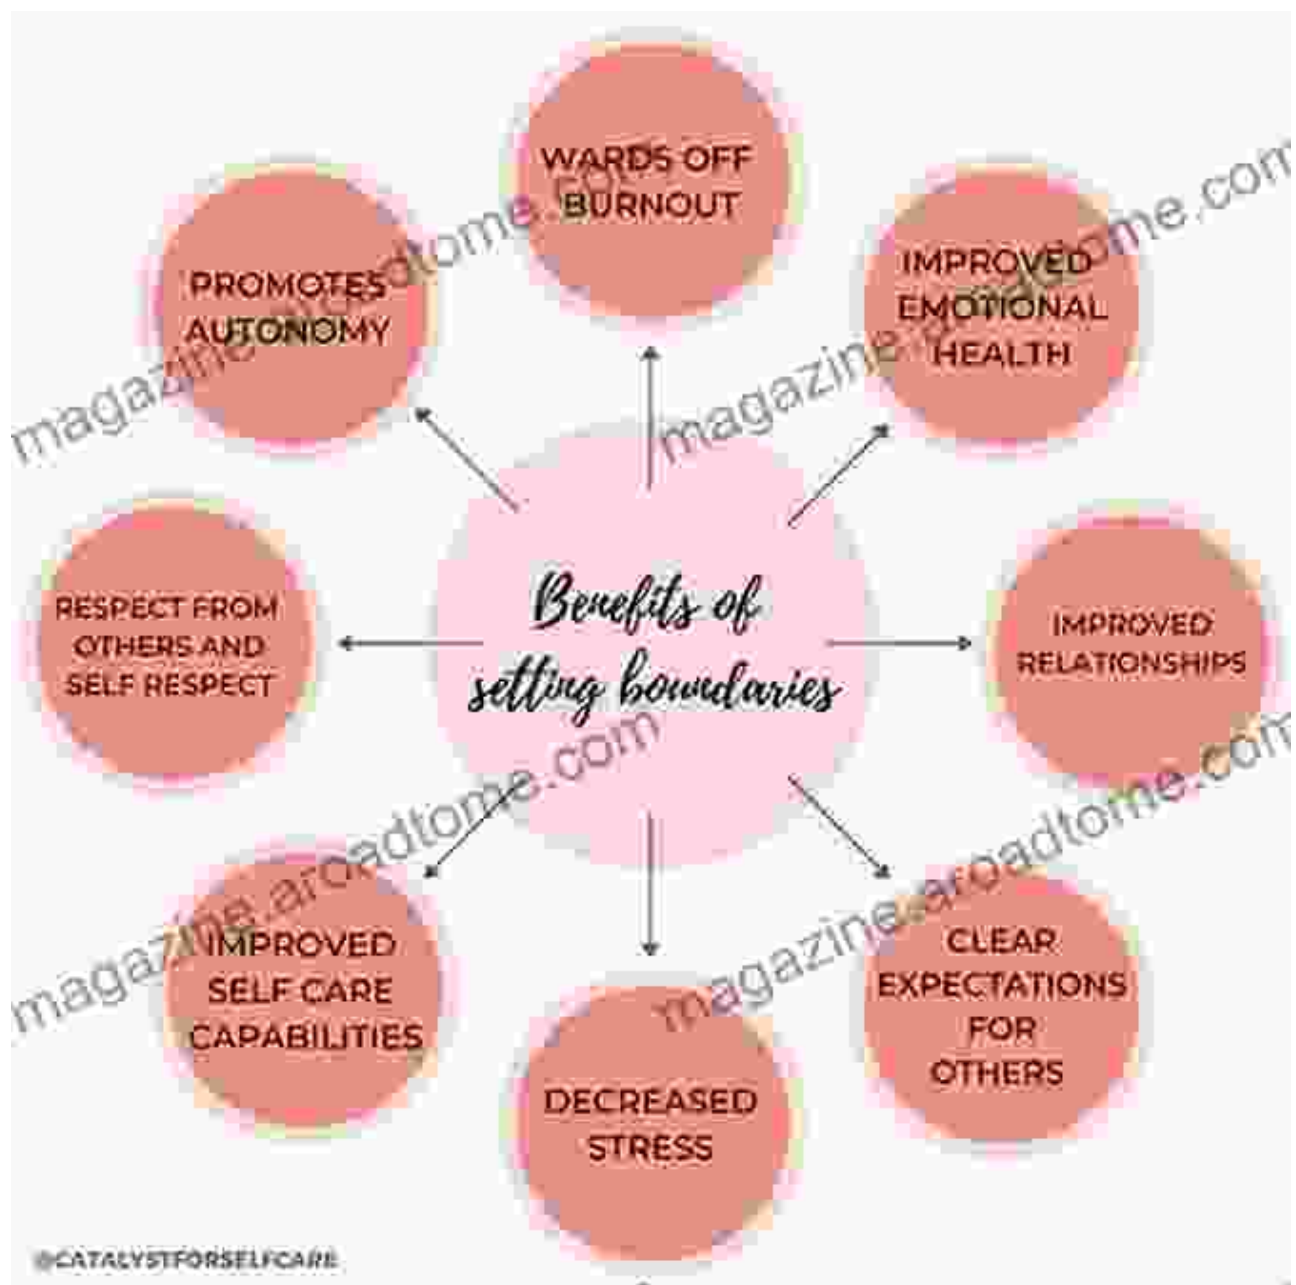 WARDS OFF
BURNOUT
IMPROVED
EMOTIONAL
HEALTH
IMPROVED
RELATIONSHIPS
CLEAR
EXPECTATIONS
FOR
OTHERS
DECREASED
STRESS
IMPROVED
SELF CARE
CAPABILITIES
RESPECT FROM
OTHERS AND
SELF RESPECT
PROMOTES
AUTONOMY
Benefits of
setting boundaries
@CATALYSTFORSELFCARE
magazine.aroadtome.com
magazine.aroadtome.com
magazine.aroadtome.com
magazine.aroadtome.com